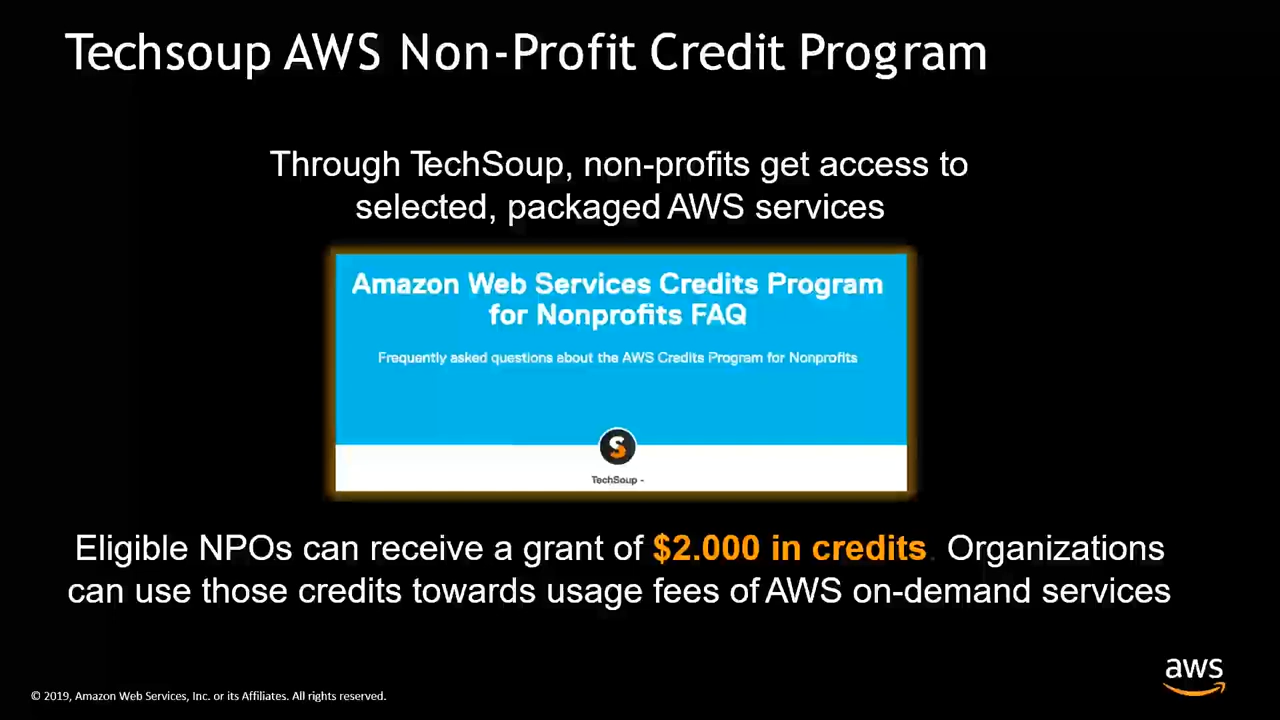 Techsoup AWS Non-Profit Credit Program
Through TechSoup, non-profits get access to
selected, packaged AWS services
Amazon Web Services Credits Program
for Nonprofits FAQ
Frequently asked questions about the AWS Credits Program for Nonprofits
S
TechSoup -
Eligible NPOs can receive a grant of $2.000 in credits. Organizations
can use those credits towards usage fees of AWS on-demand services
aws
© 2019, Amazon Web Services, Inc. or its Affiliates. All rights reserved.